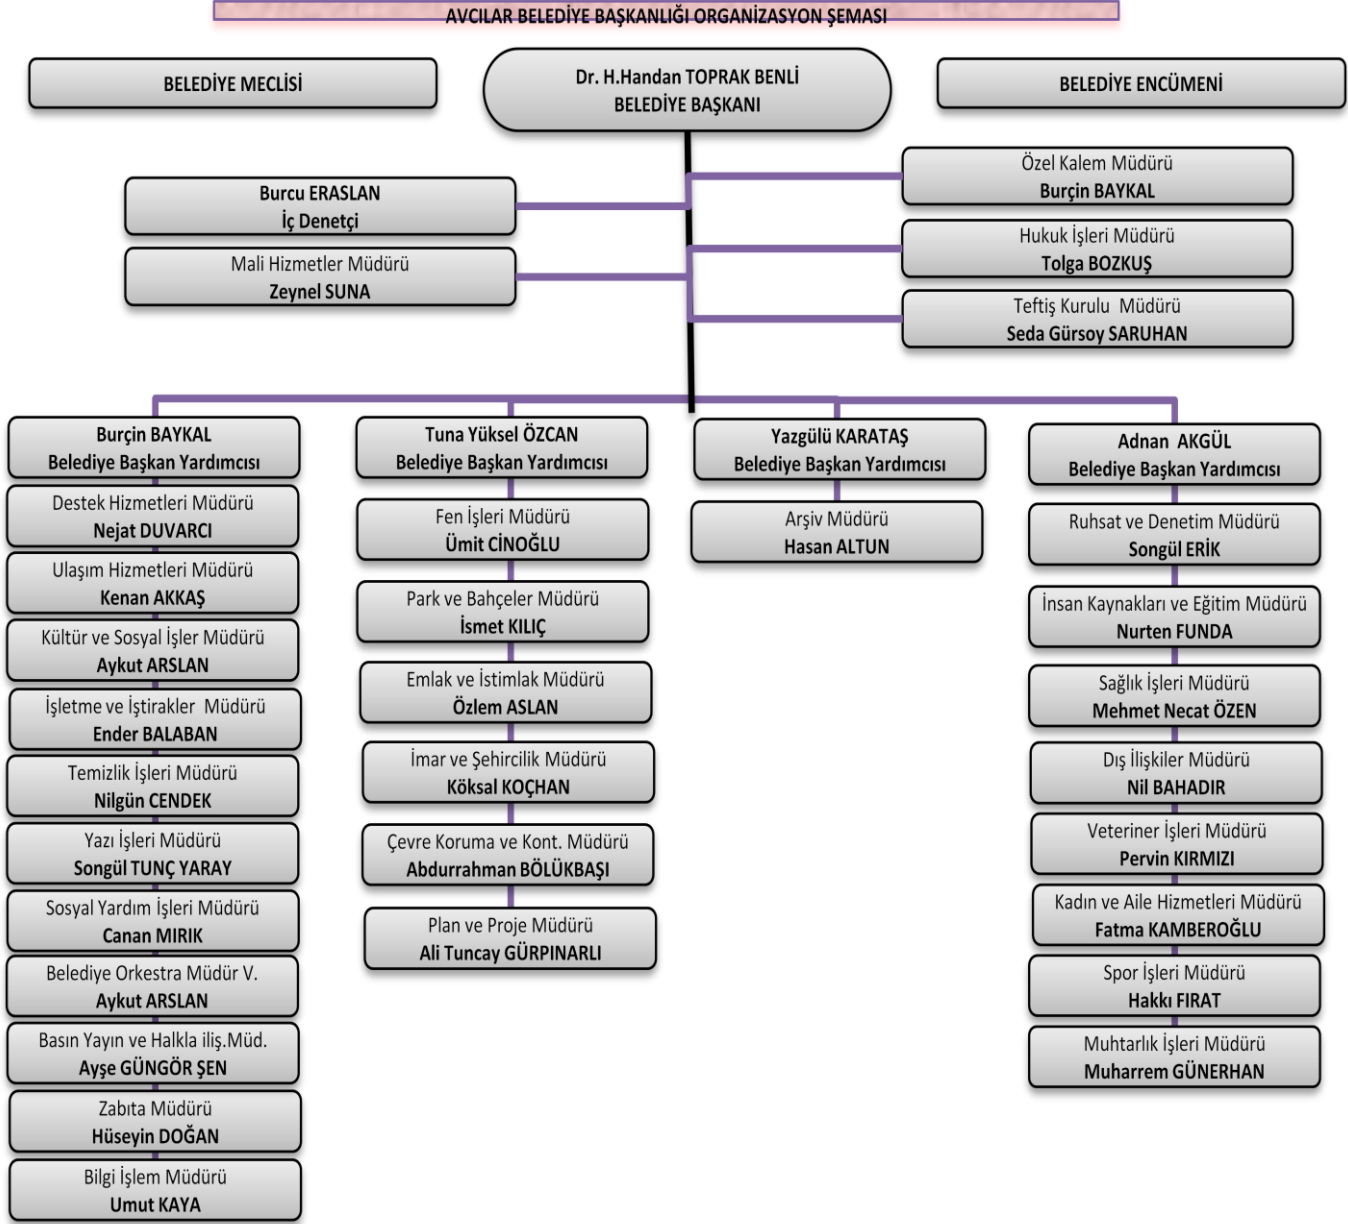 AVCILAR BELEDİYE BAŞKANLIĞI ORGANİZASYON ŞEMASI
BELEDİYE MECLİSİ
Dr. H.Handan TOPRAK BENLİ
BELEDİYE BAŞKANI
BELEDİYE ENCÜMENİ
Burcu ERASLAN
İç Denetçi
Mali Hizmetler Müdürü
Zeynel SUNA
Özel Kalem Müdürü
Burçin BAYKAL
Hukuk İşleri Müdürü
Tolga BOZKUŞ
Teftiş Kurulu Müdürü
Seda Gürsoy SARUHAN
Burçin BAYKAL
Belediye Başkan Yardımcısı
Destek Hizmetleri Müdürü
Nejat DUVARCI
Ulaşım Hizmetleri Müdürü
Kenan AKKAŞ
Kültür ve Sosyal İşler Müdürü
Aykut ARSLAN
İşletme ve İştirakler Müdürü
Ender BALABAN
Temizlik İşleri Müdürü
Nilgün CENDEK
Yazı İşleri Müdürü
Songül TUNÇ YARAY
Sosyal Yardım İşleri Müdürü
Canan MIRIK
Belediye Orkestra Müdür V.
Aykut ARSLAN
Basın Yayın ve Halkla iliş.Müd.
Ayşe GÜNGÖR ŞEN
Zabıta Müdürü
Hüseyin DOĞAN
Bilgi İşlem Müdürü
Umut KAYA
Tuna Yüksel ÖZCAN
Belediye Başkan Yardımcısı
Fen İşleri Müdürü
Ümit CİNOĞLU
Park ve Bahçeler Müdürü
İsmet KILIÇ
Emlak ve İstimlak Müdürü
Özlem ASLAN
İmar ve Şehircilik Müdürü
Köksal KOÇHAN
Çevre Koruma ve Kont. Müdürü
Abdurrahman BÖLÜKBAŞI
Plan ve Proje Müdürü
Ali Tuncay GÜRPINARLI
Yazgülü KARATAŞ
Belediye Başkan Yardımcısı
Arşiv Müdürü
Hasan ALTUN
Adnan AKGÜL
Belediye Başkan Yardımcısı
Ruhsat ve Denetim Müdürü
Songül ERİK
İnsan Kaynakları ve Eğitim Müdürü
Nurten FUNDA
Sağlık İşleri Müdürü
Mehmet Necat ÖZEN
Dış İlişkiler Müdürü
Nil BAHADIR
Veteriner İşleri Müdürü
Pervin KIRMIZI
Kadın ve Aile Hizmetleri Müdürü
Fatma KAMBEROĞLU
Spor İşleri Müdürü
Hakkı FIRAT
Muhtarlık İşleri Müdürü
Muharrem GÜNERHAN